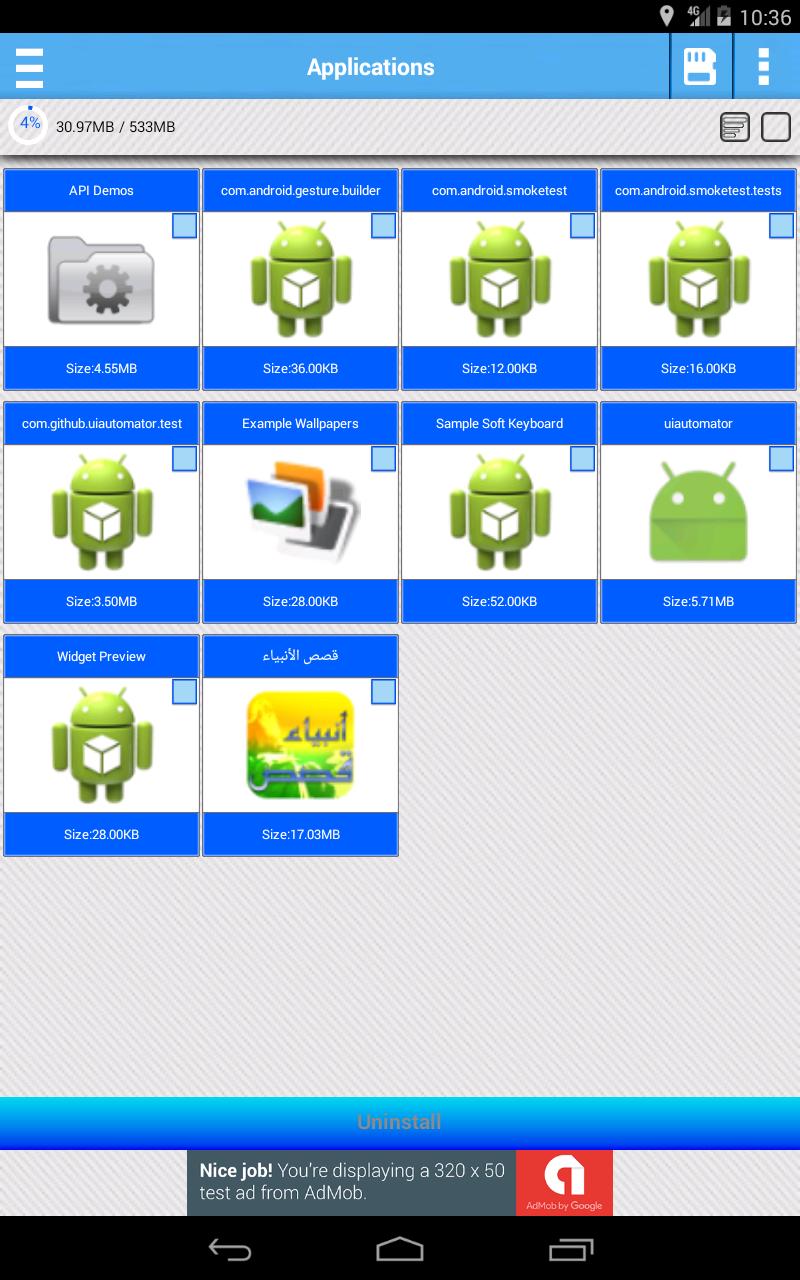 4G 10:36
Applications
4% 30.97MB / 533MB
API Demos
com.android.gesture.builder
com.android.smoketest
com.android.smoketest.tests
Size:4.55MB
Size:36.00KB
Size:12.00KB
Size:16.00KB
com.github.uiautomator.test
Example Wallpapers
Sample Soft Keyboard
uiautomator
Size:3.50MB
Size:28.00KB
Size:52.00KB
Size:5.71MB
Widget Preview
قصص الأنبياء
أنبياء
قصص
Size:28.00KB
Size:17.03MB
Uninstall
Nice job! You're displaying a 320 x 50
test ad from AdMob.
AdMob by Google